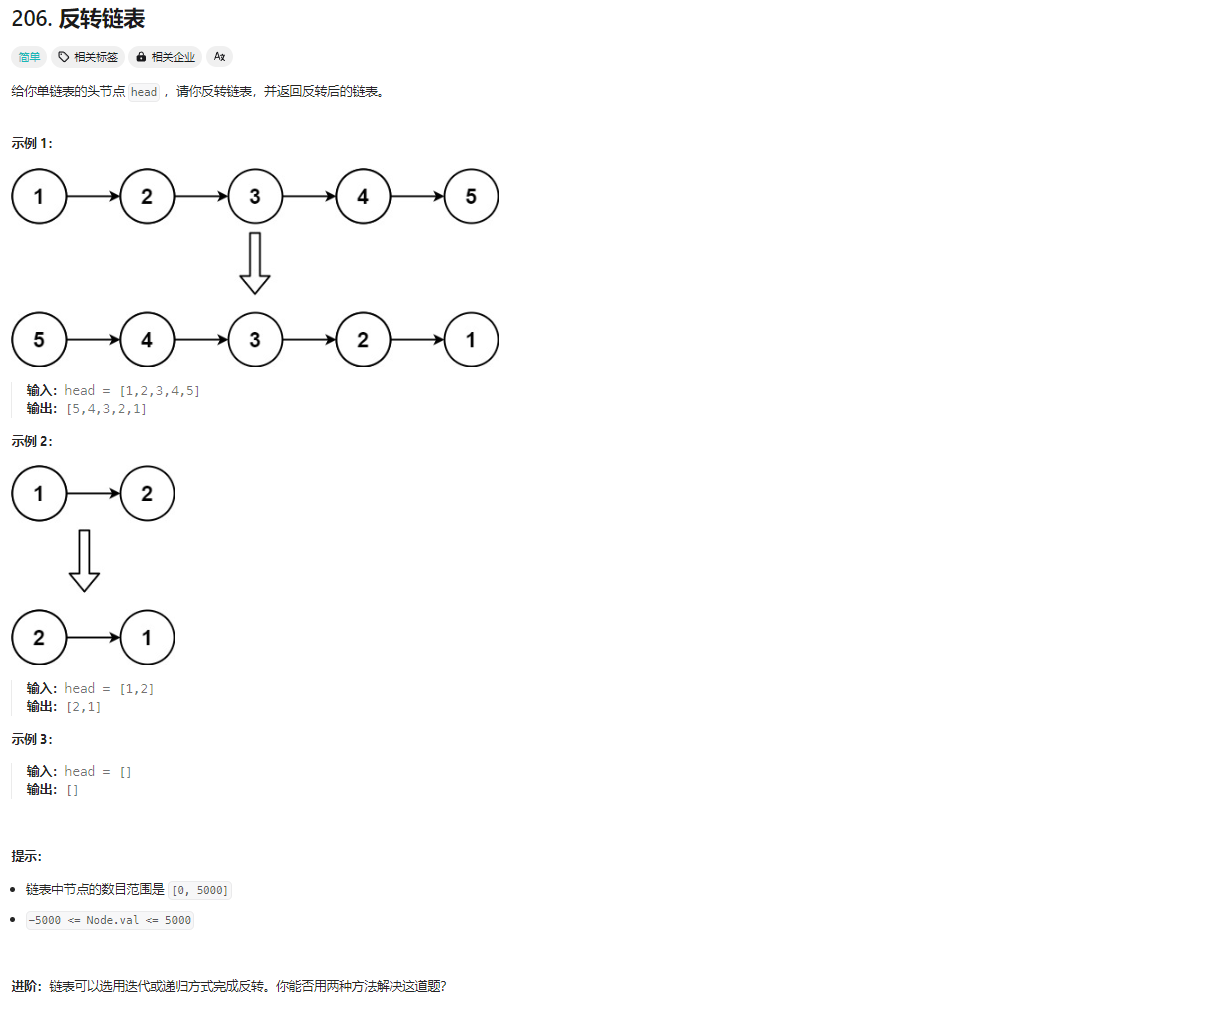 206. 反转链表
简单 相关标签 相关企业 Aあ
给你单链表的头节点 head ，请你反转链表，并返回反转后的链表。
示例 1：
1 2 3 4 5
5 4 3 2 1
输入：head = [1,2,3,4,5]
输出：[5,4,3,2,1]
示例 2：
1 2
2 1
输入：head = [1,2]
输出：[2,1]
示例 3：
输入：head = []
输出：[]
提示：
链表中节点的数目范围是 [0, 5000]
-5000 <= Node.val <= 5000
进阶：链表可以选用迭代或递归方式完成反转。你能否用两种方法解决这道题？